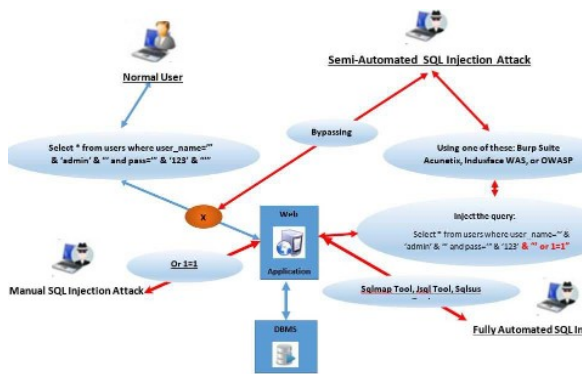 Normal User
Semi-Automated SQL Injection Attack
Bypassing
Select * from users where user_name='"
& 'admin' & "' and pass='" & '123' & "'"
Using one of these: Burp Suite
Acunetix, Indusface WAS, or OWASP
X
Web
Application
Inject the query:
Select * from users where user_name='"&
'admin' & "' and pass='" & '123' & "' or 1=1"
Or 1=1
Manual SQL Injection Attack
Sqlmap Tool, Jsql Tool, Sqlsus
DBMS
Fully Automated SQL In